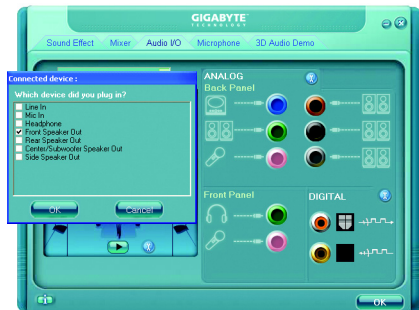 GIGABYTE
TECHNOLOGY
Sound Effect Mixer Audio I/O Microphone 3D Audio Demo
Connected device :
Which device did you plug in?
Line In
Mic In
Headphone
Front Speaker Out
Rear Speaker Out
Center/Subwoofer Speaker Out
Side Speaker Out
OK Cancel
ANALOG
Back Panel
Front Panel
DIGITAL
OK